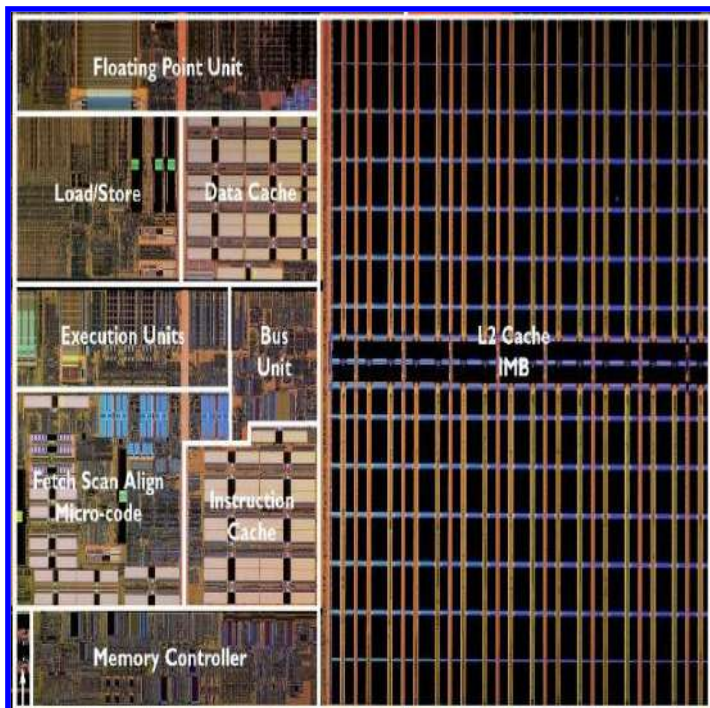 Floating Point Unit
Load/Store
Data Cache
Execution Units
Bus
Unit
L2 Cache
1MB
Fetch Scan Align
Micro-code
Instruction
Cache
Memory Controller